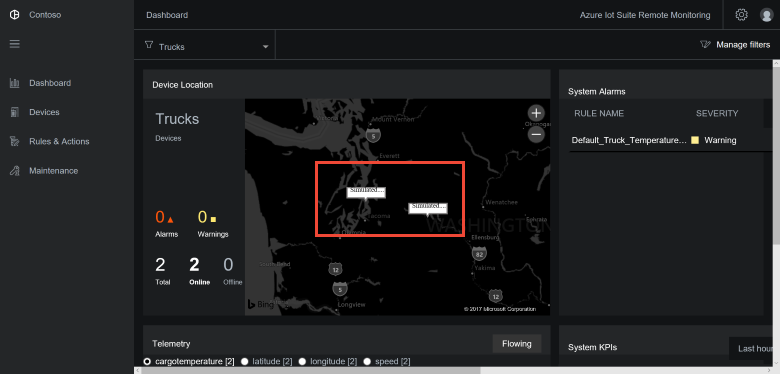 Contoso
Dashboard
Azure Iot Suite Remote Monitoring
Trucks
Manage filters
Dashboard
Devices
Rules & Actions
Maintenance
Device Location
Trucks
Devices
0
0
Alarms
Warnings
2
2
0
Total
Online
Offline
Mount Vernon
5
Everett
Simulated...
Simulated...
Tacoma
Olympia
WASHINGTON
Wenatchee
Ephrata
Ellensburg
82
Yakima
12
5
12
Longview
Bing
© 2017 Microsoft Corporation
+
−
System Alarms
RULE NAME
SEVERITY
Default_Truck_Temperature...
Warning
Telemetry
Flowing
cargotemperature [2]
latitude [2]
longitude [2]
speed [2]
System KPIs
Last hour